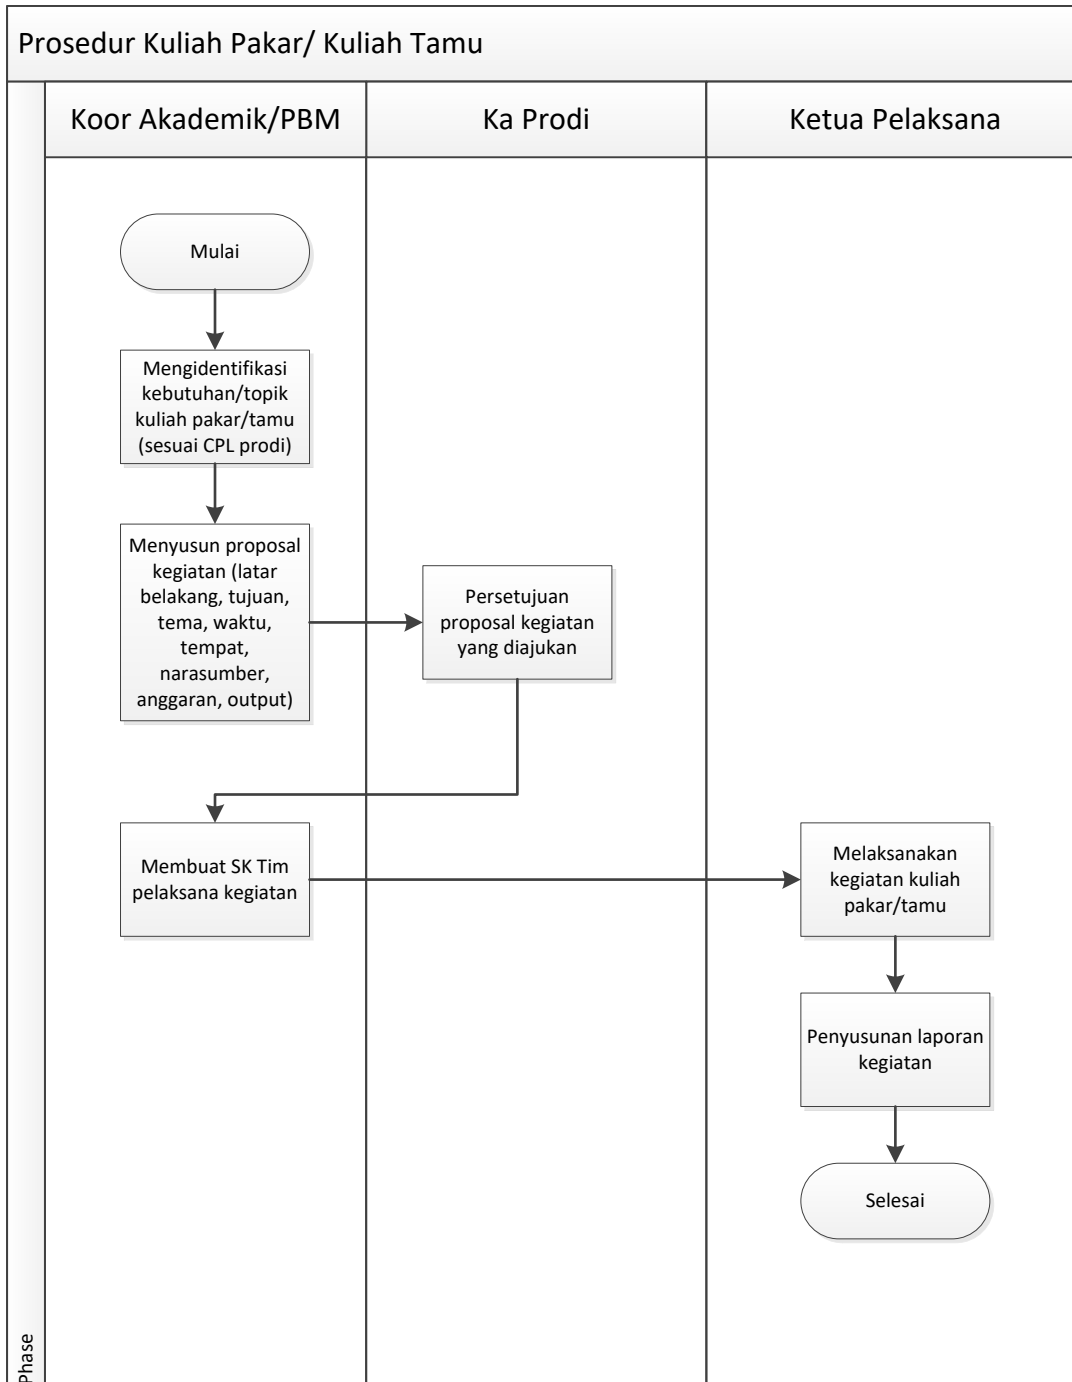 Prosedur Kuliah Pakar/ Kuliah Tamu
Koor Akademik/PBM
Ka Prodi
Ketua Pelaksana
Mulai
Mengidentifikasi
kebutuhan/topik
kuliah pakar/tamu
(sesuai CPL prodi)
Menyusun proposal
kegiatan (latar
belakang, tujuan,
tema, waktu,
tempat,
narasumber,
anggaran, output)
Persetujuan
proposal kegiatan
yang diajukan
Membuat SK Tim
pelaksana kegiatan
Melaksanakan
kegiatan kuliah
pakar/tamu
Penyusunan laporan
kegiatan
Selesai
Phase